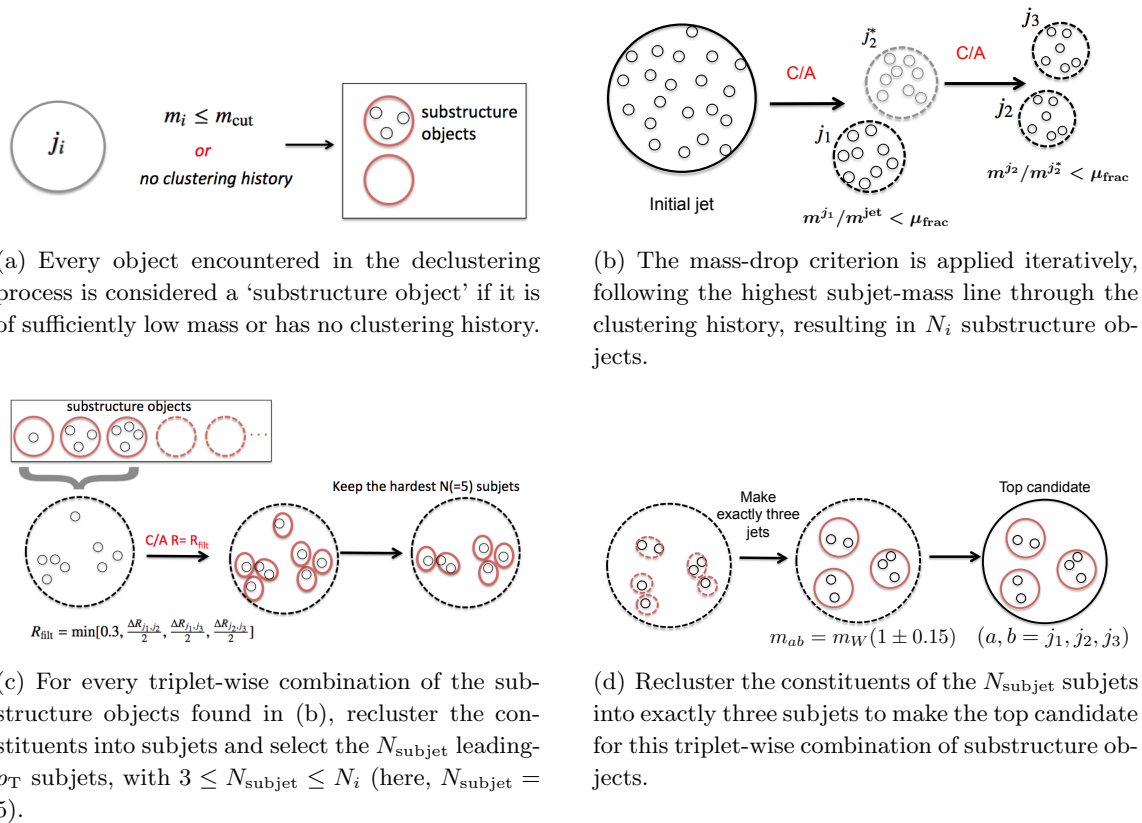 j_i
m_i ≤ m_cut
or
no clustering history
substructure
objects
(a) Every object encountered in the declustering
process is considered a ‘substructure object’ if it is
of sufficiently low mass or has no clustering history.
Initial jet
C/A
j_2^*
j_1
m^{j_1}/m^{jet} < μ_frac
C/A
j_3
j_2
m^{j_2}/m^{j_2^*} < μ_frac
(b) The mass-drop criterion is applied iteratively,
following the highest subjet-mass line through the
clustering history, resulting in N_i substructure ob-
jects.
substructure objects
...
C/A R= R_filt
Keep the hardest N(=5) subjets
R_filt = min[0.3, ΔR_{j_1,j_2}/2, ΔR_{j_1,j_3}/2, ΔR_{j_2,j_3}/2]
(c) For every triplet-wise combination of the sub-
structure objects found in (b), recluster the con-
stituents into subjets and select the N_subjet leading-
p_T subjets, with 3 ≤ N_subjet ≤ N_i (here, N_subjet =
5).
Make
exactly three
jets
Top candidate
m_ab = m_W(1 ± 0.15) (a, b = j_1, j_2, j_3)
(d) Recluster the constituents of the N_subjet subjets
into exactly three subjets to make the top candidate
for this triplet-wise combination of substructure ob-
jects.